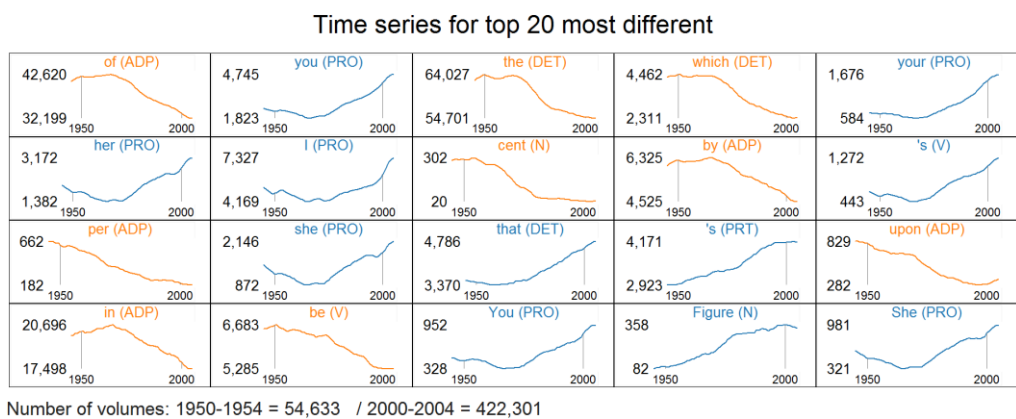 Time series for top 20 most different
of (ADP) you (PRO) the (DET) which (DET) your (PRO)
42,620 4,745 64,027 4,462 1,676
32,199 1,823 54,701 2,311 584
1950 2000 1950 2000 1950 2000 1950 2000 1950 2000
her (PRO) I (PRO) cent (N) by (ADP) 's (V)
3,172 7,327 302 6,325 1,272
1,382 4,169 20 4,525 443
1950 2000 1950 2000 1950 2000 1950 2000 1950 2000
per (ADP) she (PRO) that (DET) 's (PRT) upon (ADP)
662 2,146 4,786 4,171 829
182 872 3,370 2,923 282
1950 2000 1950 2000 1950 2000 1950 2000 1950 2000
in (ADP) be (V) You (PRO) Figure (N) She (PRO)
20,696 6,683 952 358 981
17,498 5,285 328 82 321
1950 2000 1950 2000 1950 2000 1950 2000 1950 2000
Number of volumes: 1950-1954 = 54,633 / 2000-2004 = 422,301